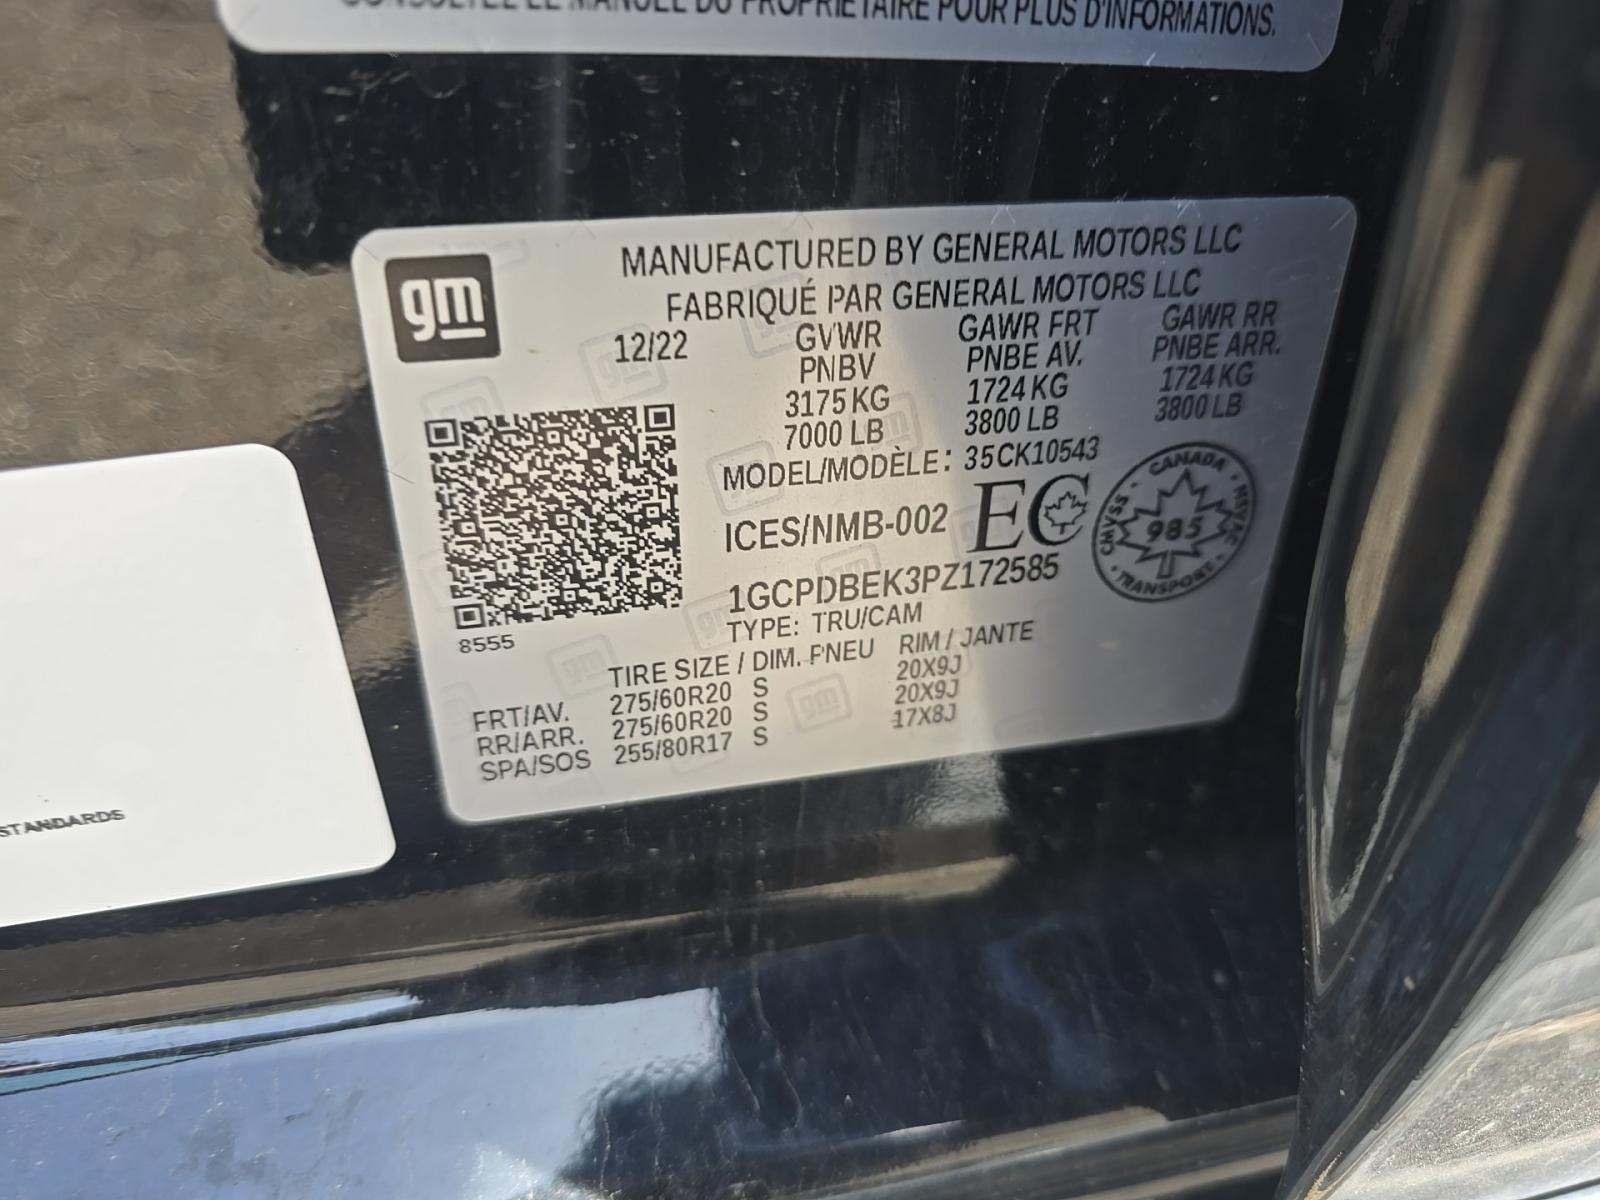 CONSULTEZ LE MANUEL DU PROPRIÉTAIRE POUR PLUS D'INFORMATIONS.
gm
MANUFACTURED BY GENERAL MOTORS LLC
FABRIQUÉ PAR GENERAL MOTORS LLC
12/22 GVWR GAWR FRT GAWR RR
PNBV PNBE AV. PNBE ARR.
3175 KG 1724 KG 1724 KG
7000 LB 3800 LB 3800 LB
MODEL/MODÈLE: 35CK10543
ICES/NMB-002 EC
CANADA
CMVSS 985 NSVAC
TRANSPORT
1GCPDBEK3PZ172585
TYPE: TRU/CAM
8555
TIRE SIZE / DIM. PNEU RIM / JANTE
FRT/AV. 275/60R20 S 20X9J
RR/ARR. 275/60R20 S 20X9J
SPA/SOS 255/80R17 S 17X8J
STANDARDS